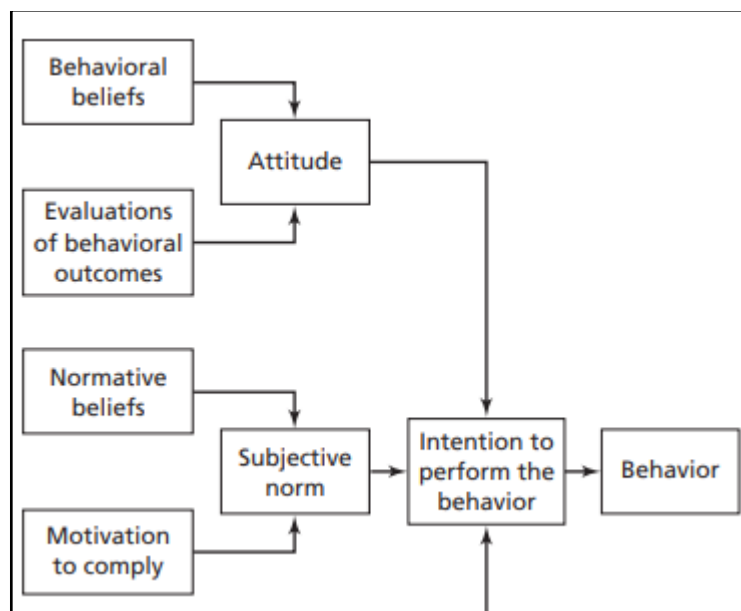 Behavioral
beliefs
Attitude
Evaluations
of behavioral
outcomes
Normative
beliefs
Subjective
norm
Intention to
perform the
behavior
Behavior
Motivation
to comply